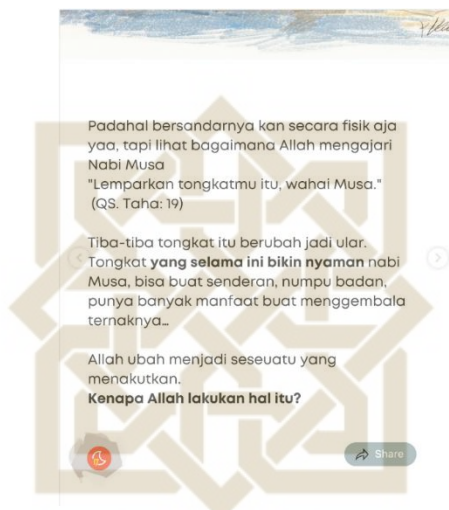 Padahal bersandarnya kan secara fisik aja
yaa, tapi lihat bagaimana Allah mengajari
Nabi Musa
"Lemparkan tongkatmu itu, wahai Musa."
(QS. Taha: 19)
Tiba-tiba tongkat itu berubah jadi ular.
Tongkat yang selama ini bikin nyaman nabi
Musa, bisa buat senderan, numpu badan,
punya banyak manfaat buat menggembala
ternaknya...
Allah ubah menjadi seseuatu yang
menakutkan.
Kenapa Allah lakukan hal itu?
Share